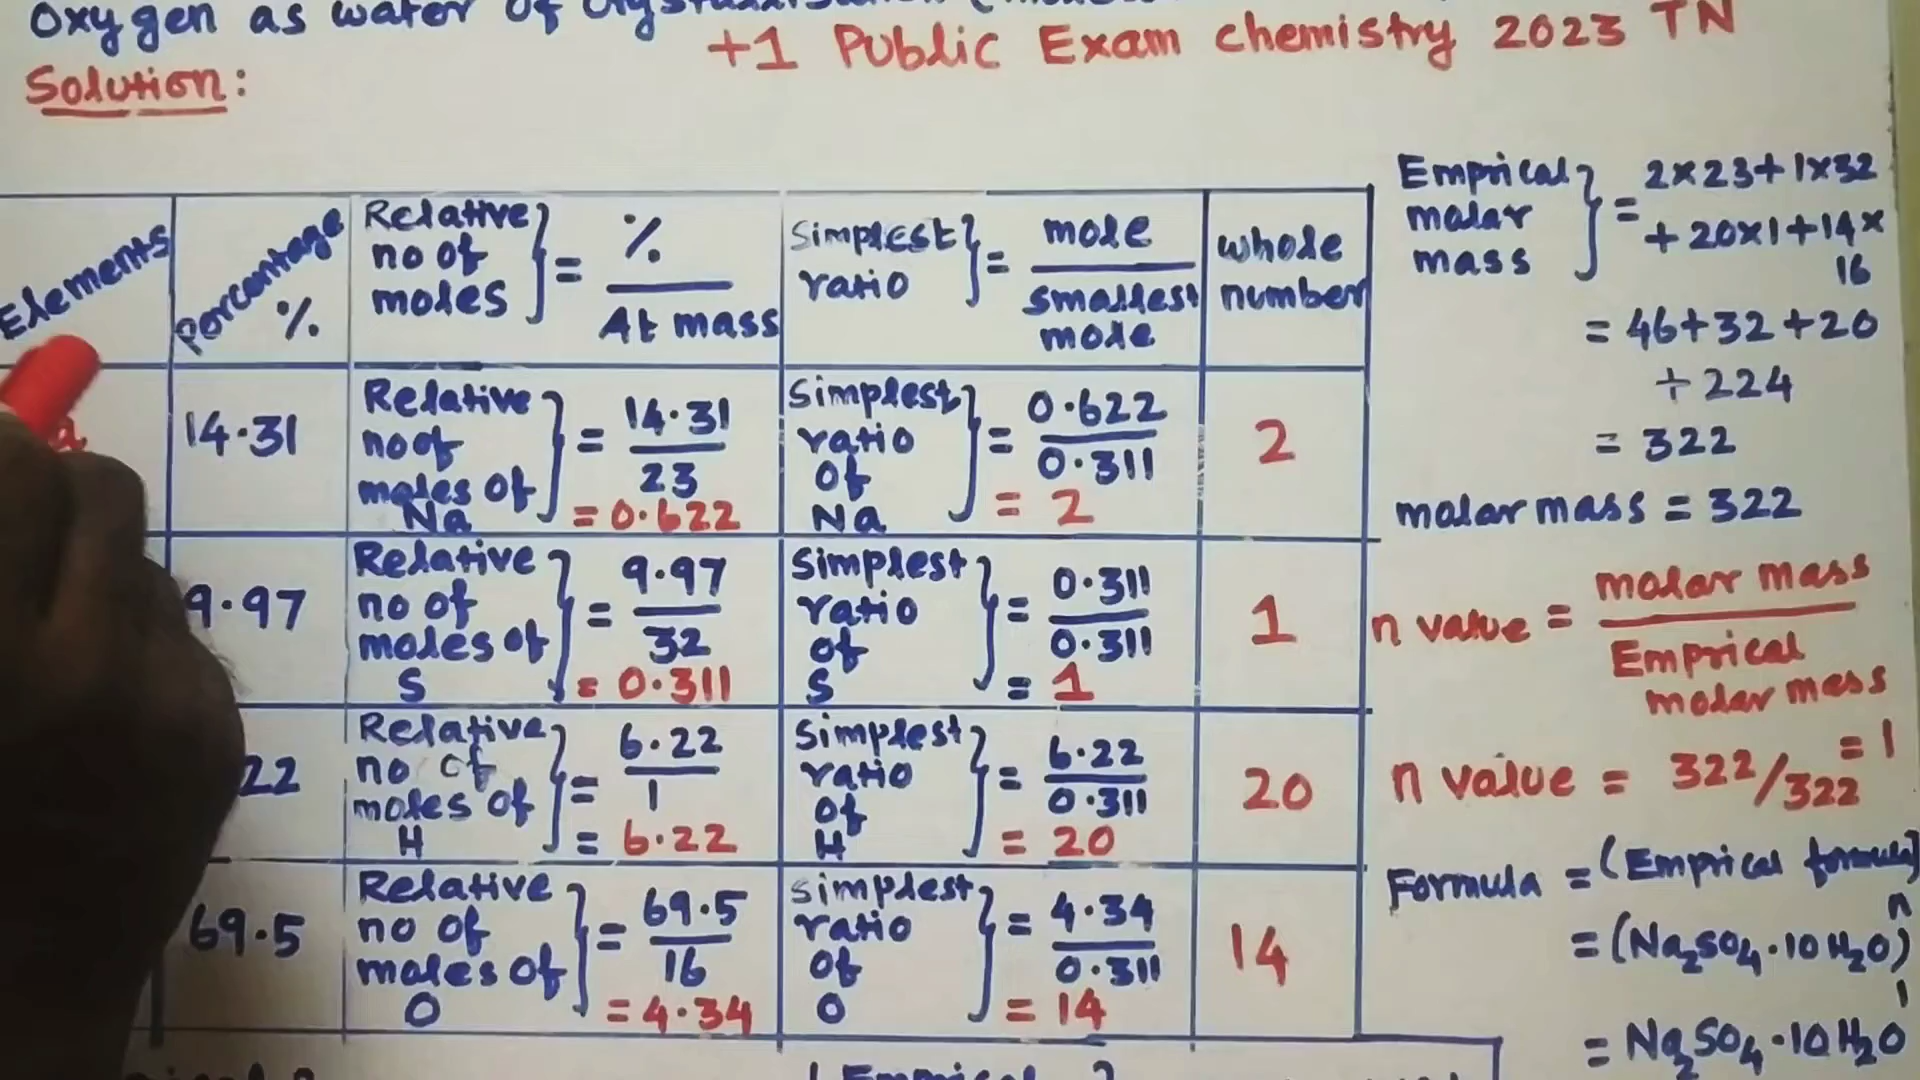 Oxygen as water of
+1 Public Exam chemistry 2023 TN
Solution:
Elements
Porcantage
%
Relative
no of
moles
=
%
At mass
Simplest
ratio
=
mole
smallest
mole
whole
number
14.31
Relative
no of
moles of
Na
=
14.31
23
= 0.622
Simplest
ratio
of
Na
=
0.622
0.311
= 2
2
9.97
Relative
no of
moles of
S
=
9.97
32
= 0.311
Simplest
ratio
of
S
=
0.311
0.311
= 1
1
22
Relative
no of
moles of
H
=
6.22
1
= 6.22
Simplest
ratio
of
H
=
6.22
0.311
= 20
20
69.5
Relative
no of
moles of
O
=
69.5
16
= 4.34
Simplest
ratio
of
O
=
4.34
0.311
= 14
14
Emprical
molar
mass
= 2×23+1×32
+ 20×1+14×
16
= 46+32+20
+ 224
= 322
molar mass = 322
n value =
molar mass
Emprical
molar mass
= 1
n value = 322/322
Formula = (Emprical formula)
n
= (Na2SO4.10H2O)
1
= Na2SO4.10H2O